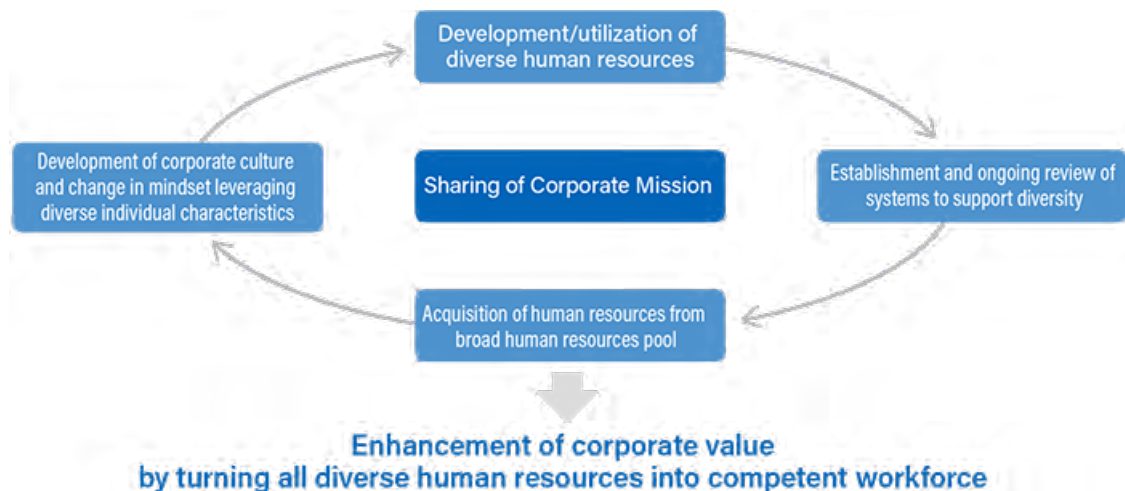 Development/utilization of
diverse human resources
Development of corporate culture
and change in mindset leveraging
diverse individual characteristics
Sharing of Corporate Mission
Establishment and ongoing review of
systems to support diversity
Acquisition of human resources from
broad human resources pool
Enhancement of corporate value
by turning all diverse human resources into competent workforce